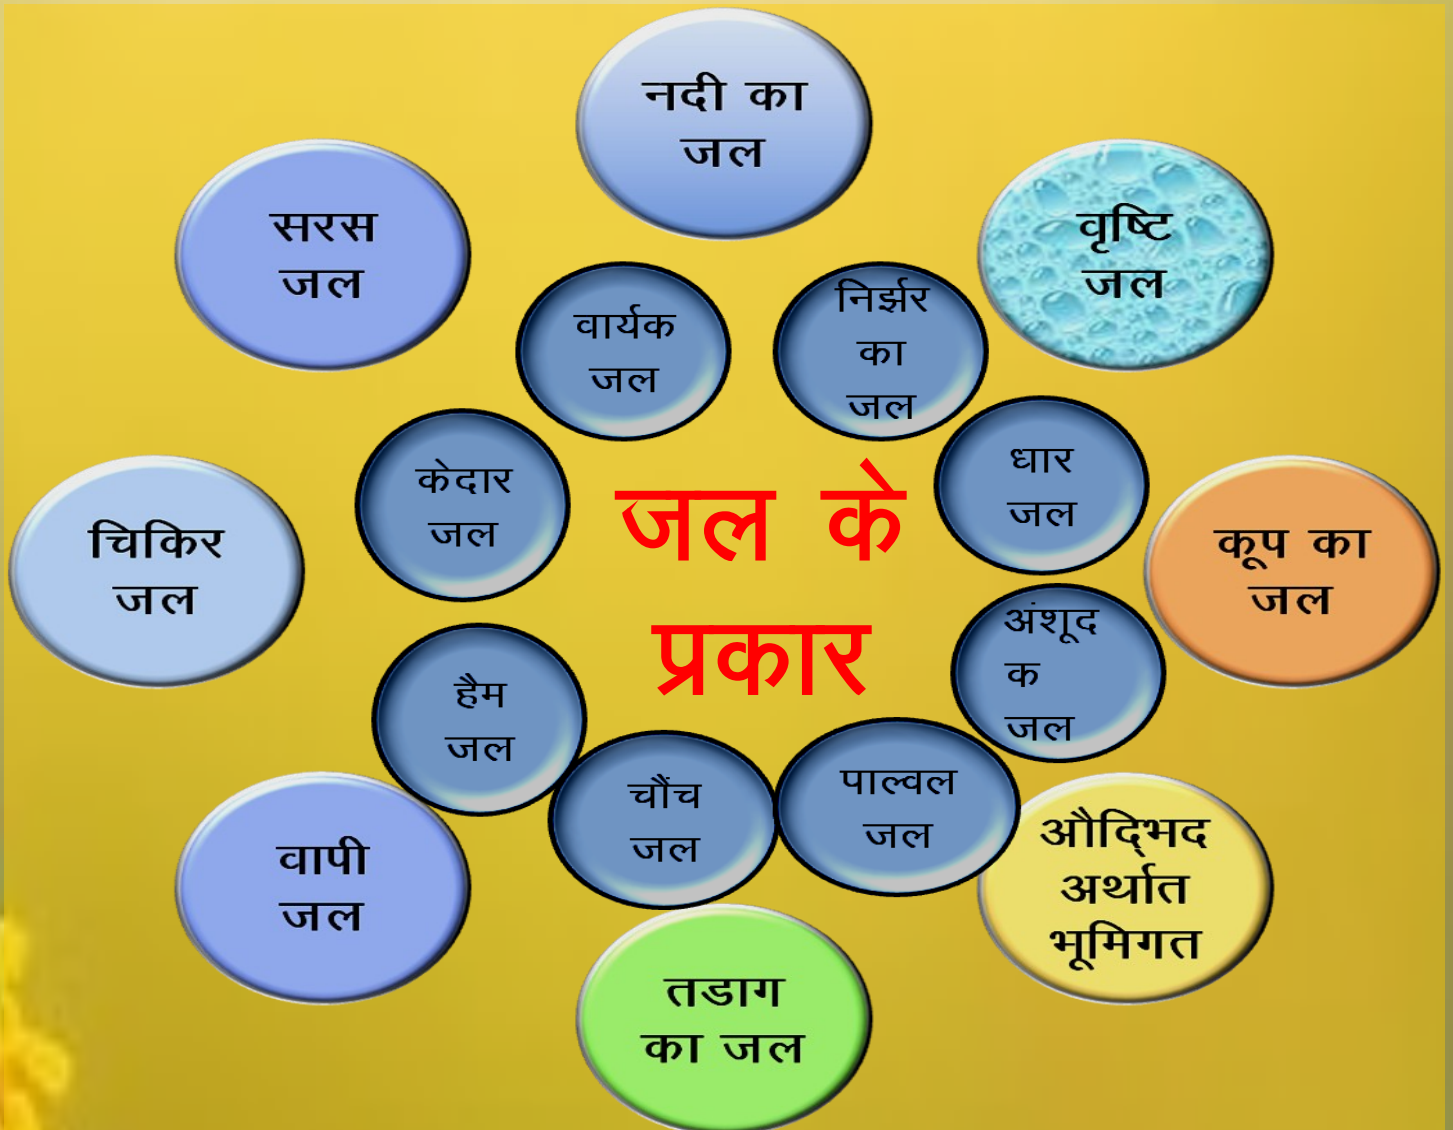 नदी का
जल
वृष्टि
जल
कूप का
जल
औद्भिद
अर्थात
भूमिगत
तडाग
का जल
वापी
जल
चिकिर
जल
सरस
जल
वार्यक
जल
निर्झर
का
जल
धार
जल
अंशूद
क
जल
पाल्वल
जल
चौंच
जल
हैम
जल
केदार
जल
जल के
प्रकार